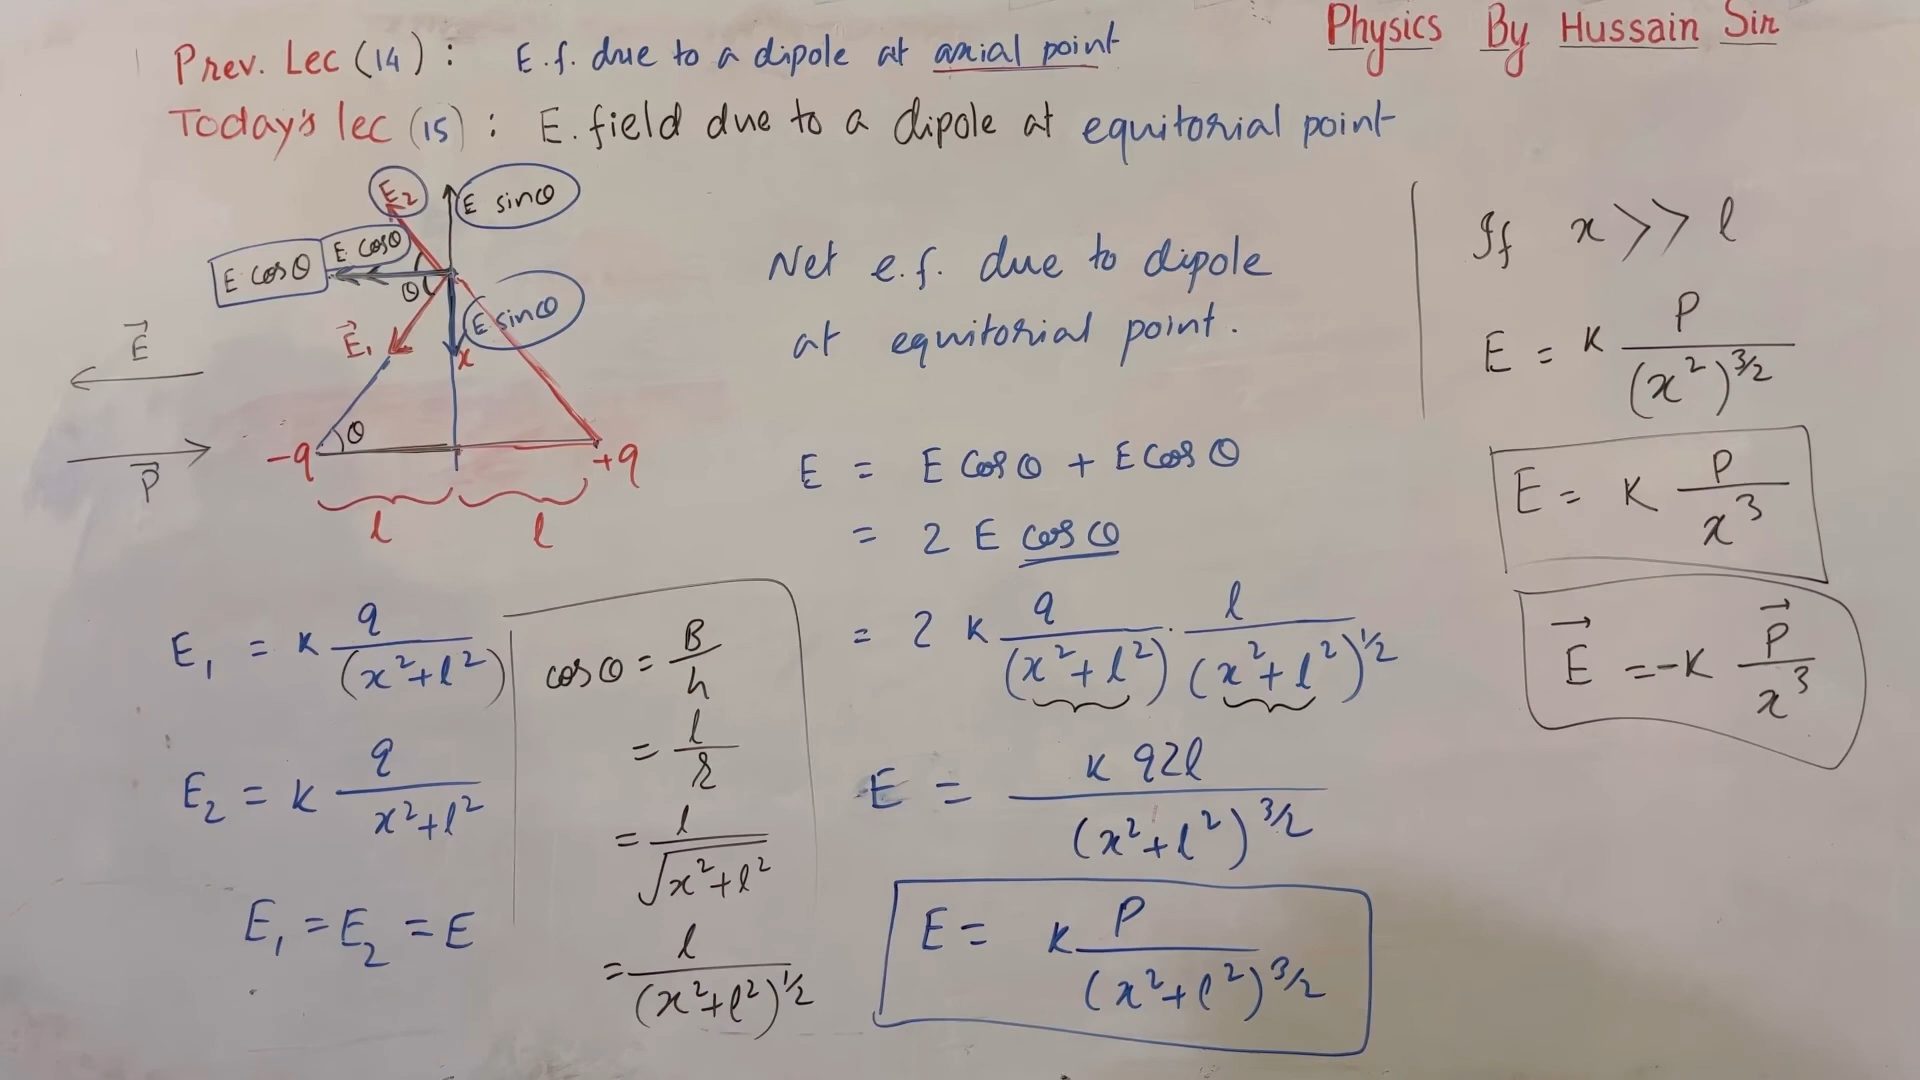 Physics By Hussain Sir
Prev. Lec (14) : E.f. due to a dipole at axial point
Today's lec (15) : E. field due to a dipole at equitorial point
E₂
E sinθ
E cosθ
E cosθ
θ
E sinθ
E⃗₁
x
E⃗
P⃗
-q
θ
+q
l
l
E₁ = K q/(x²+l²)
E₂ = K q/x²+l²
E₁ = E₂ = E
cosθ = B/h
= l/r
= l/√x²+l²
= l/(x²+l²)^1/2
Net e.f. due to dipole
at equitorial point.
E = E cosθ + E cosθ
= 2 E cosθ
= 2 K q/(x²+l²) . l/(x²+l²)^1/2
E = K q2l/(x²+l²)^3/2
E = K P/(x²+l²)^3/2
If x >> l
E = K P/(x²)^3/2
E = K P/x³
E⃗ = -K P⃗/x³